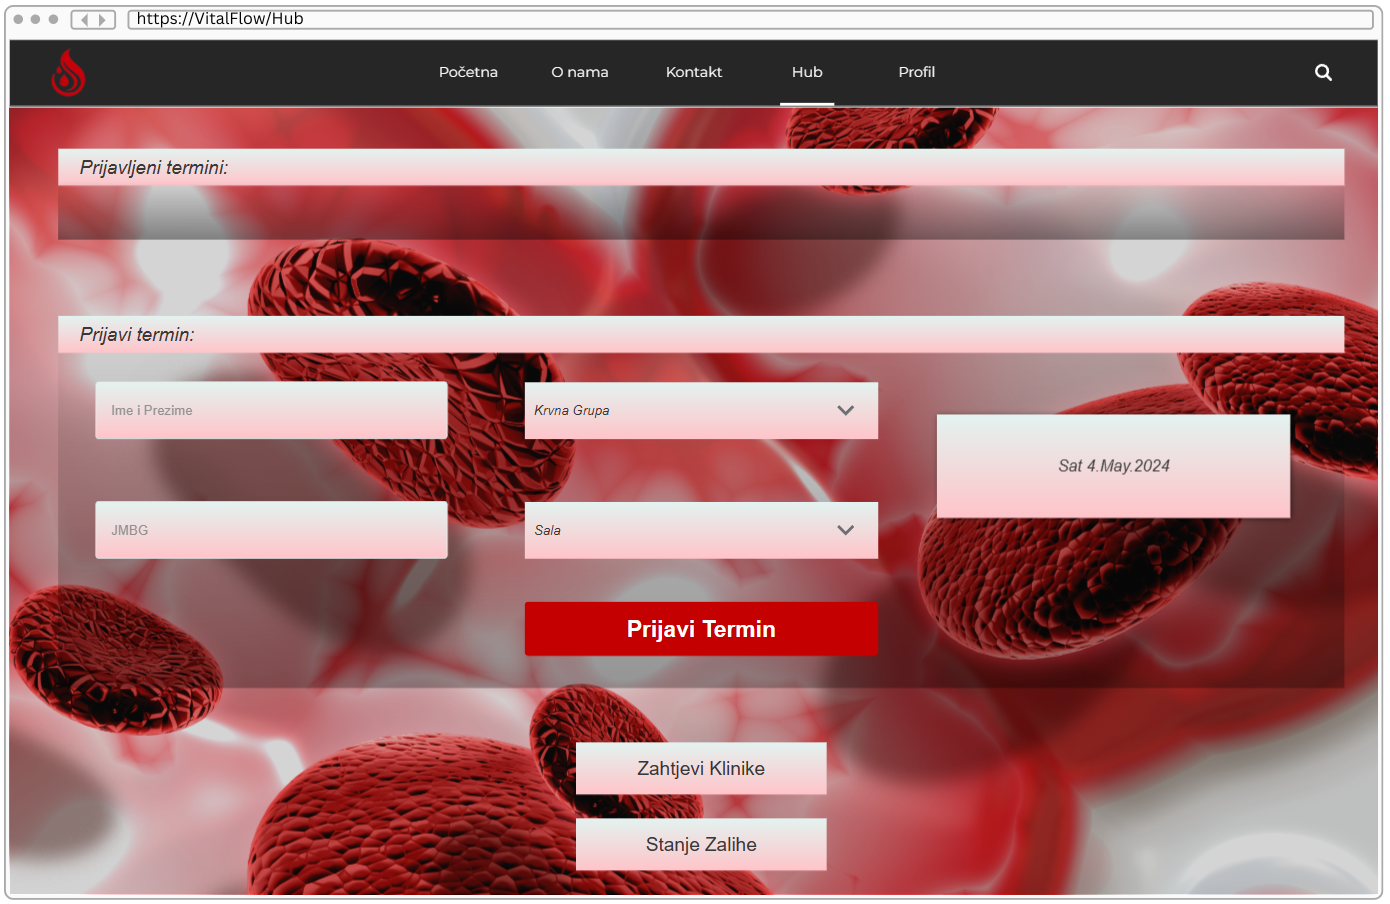 https://VitalFlow/Hub
Početna O nama Kontakt Hub Profil
Prijavljeni termini:
Prijavi termin:
Ime i Prezime
Krvna Grupa
Sat 4.May.2024
JMBG
Sala
Prijavi Termin
Zahtjevi Klinike
Stanje Zalihe